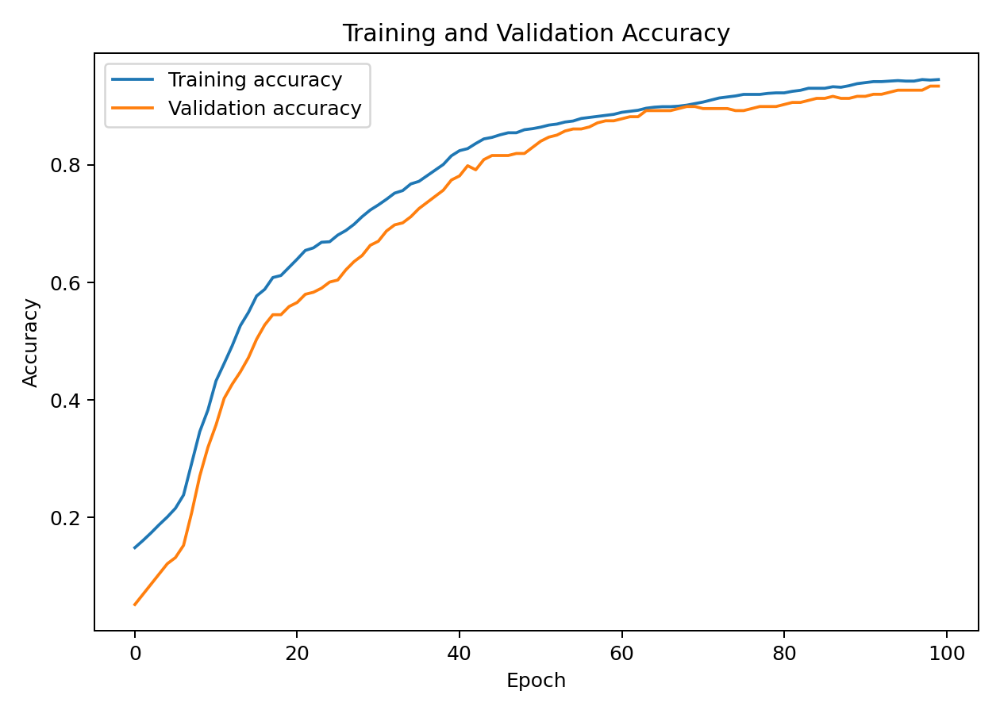 Training and Validation Accuracy
Training accuracy
Validation accuracy
0.8
0.6
0.4
0.2
Accuracy
0
20
40
60
80
100
Epoch